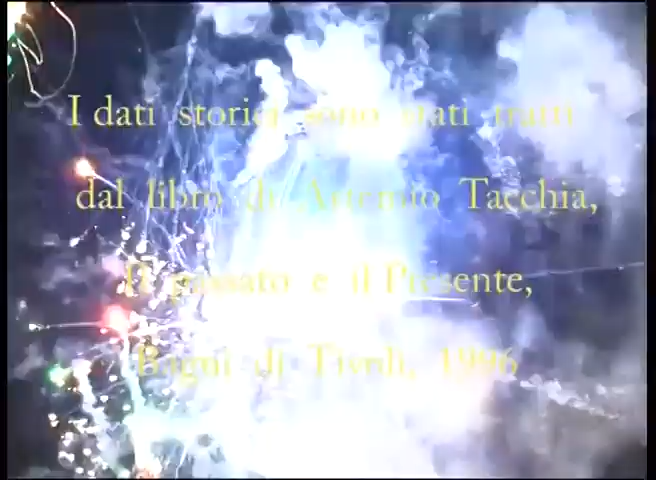 I dati storici sono stati tratti
dal libro di Artemio Tacchia,
Il passato e il Presente,
Bagni di Tivoli, 1996